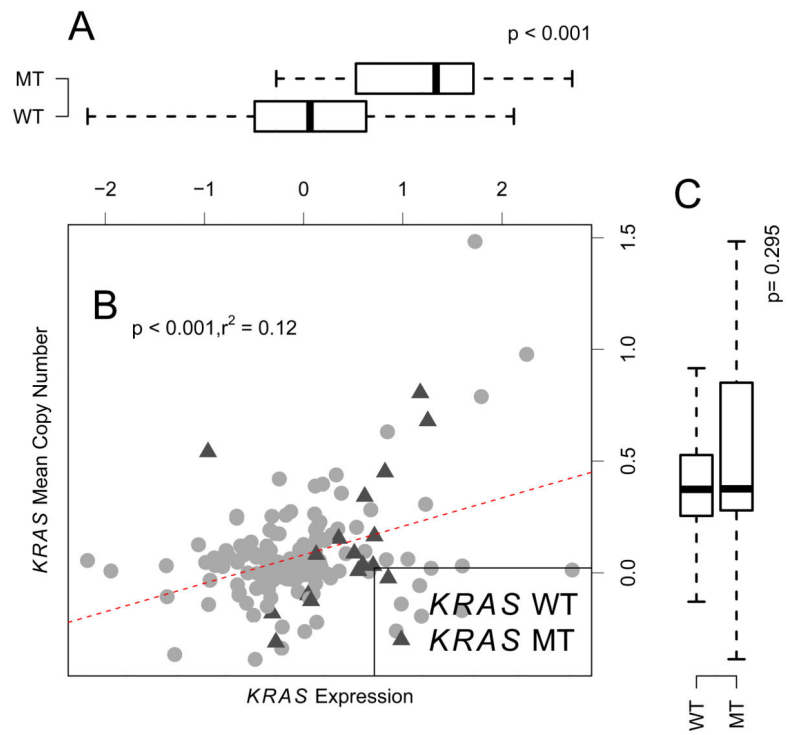 A
p < 0.001
MT
WT
−2 −1 0 1 2
C
p= 0.295
B
p < 0.001,r² = 0.12
KRAS Mean Copy Number
1.5
1.0
0.5
0.0
KRAS WT
KRAS MT
KRAS Expression
WT MT